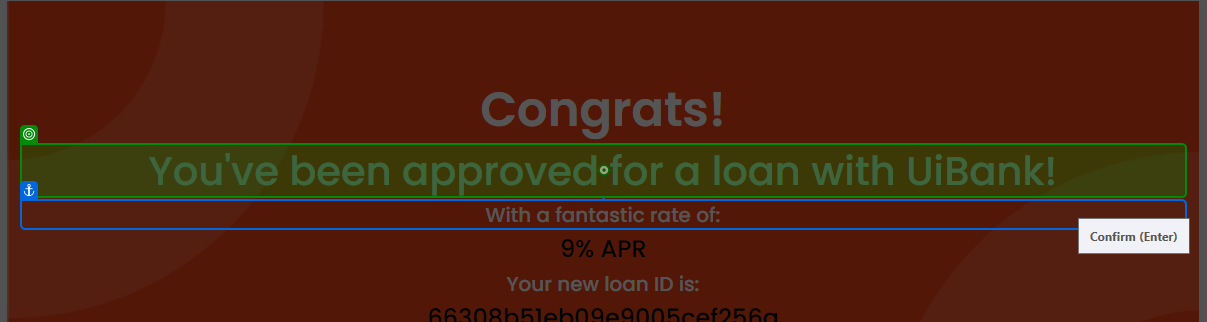 Congrats!
You've been approved for a loan with UiBank!
With a fantastic rate of:
Confirm (Enter)
9% APR
Your new loan ID is:
66308b51eb09e9005cef256a